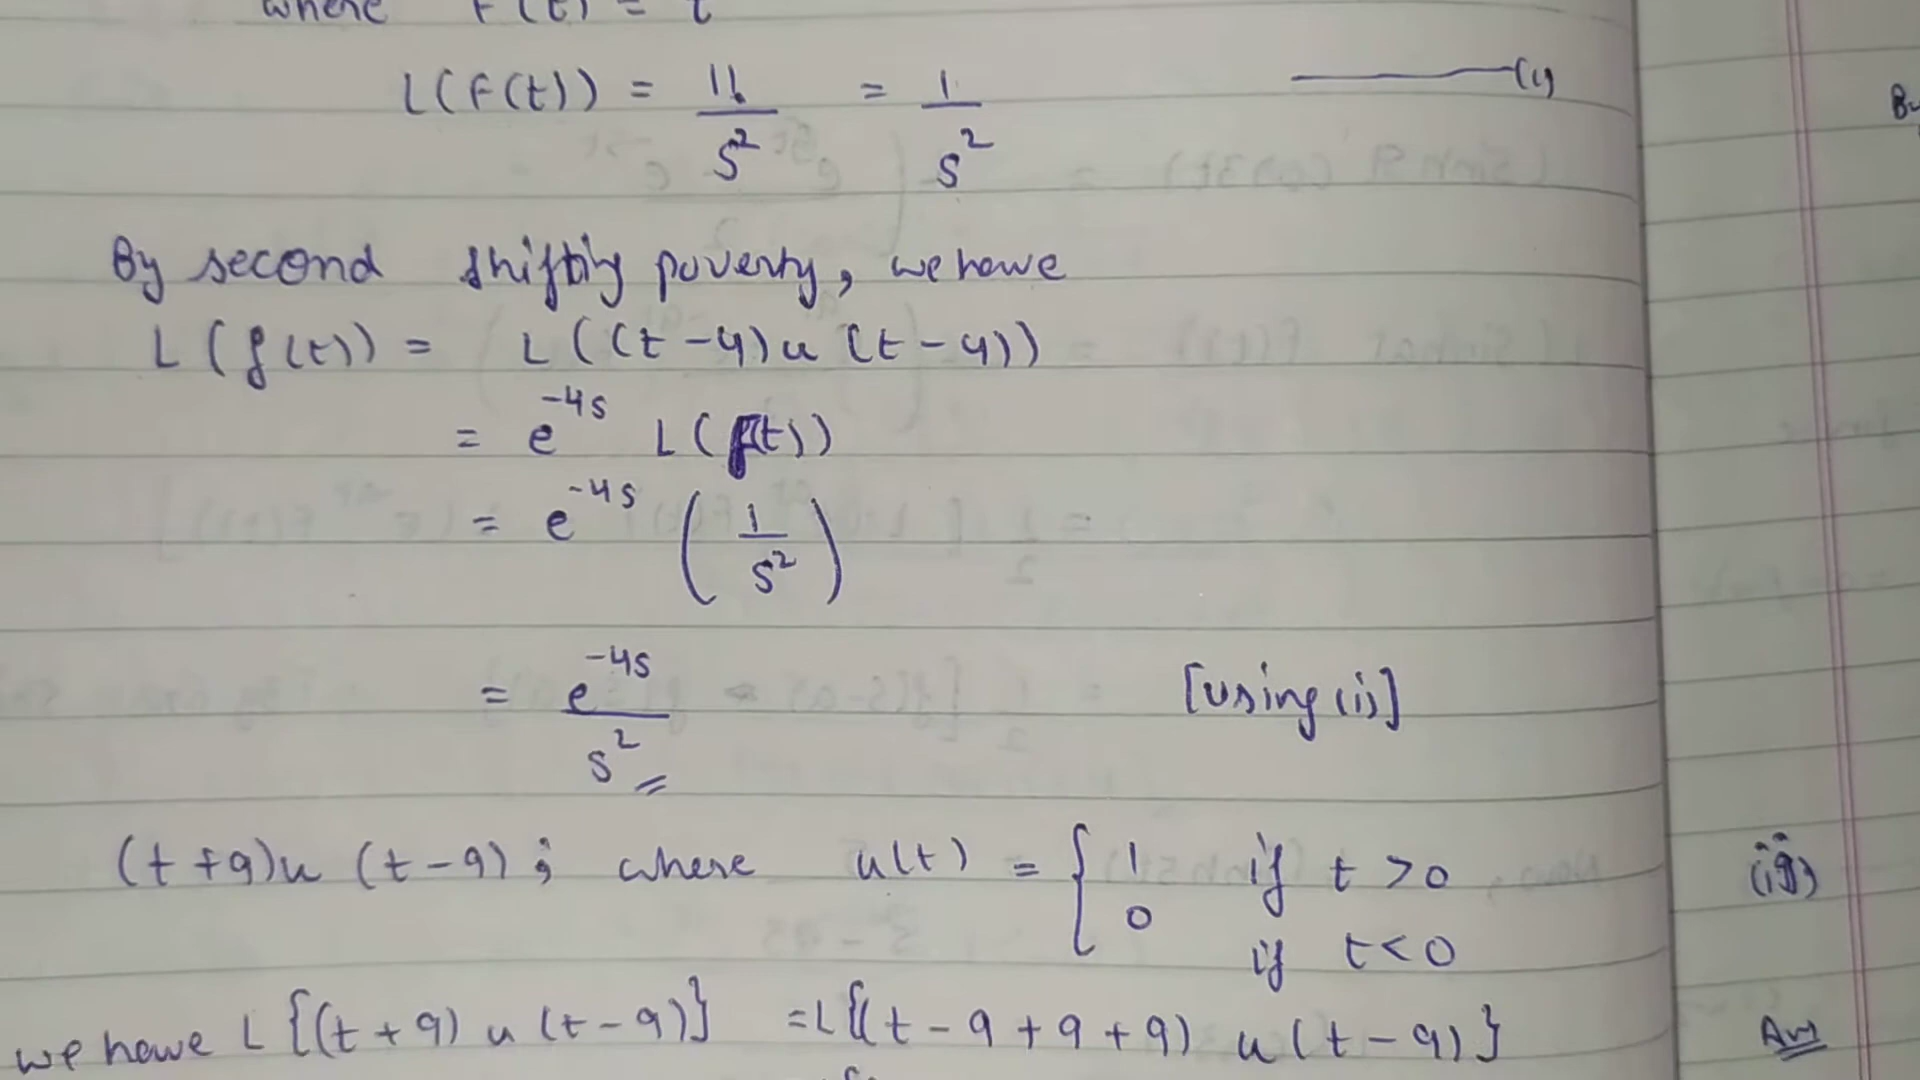 where F(t) = t
L(F(t)) = 1!/s² = 1/s² ———(i)
By second shifting poverty, we have
L(f(t)) = L((t-4)u(t-4))
= e^-4s L(F(t))
= e^-4s (1/s²)
= e^-4s/s² [using (i)]
(t+9)u(t-9); where u(t) = { 1 if t>0
0 if t<0
we have L{(t+9)u(t-9)} = L{(t-9+9+9) u(t-9)}
By
(ii)
Ans